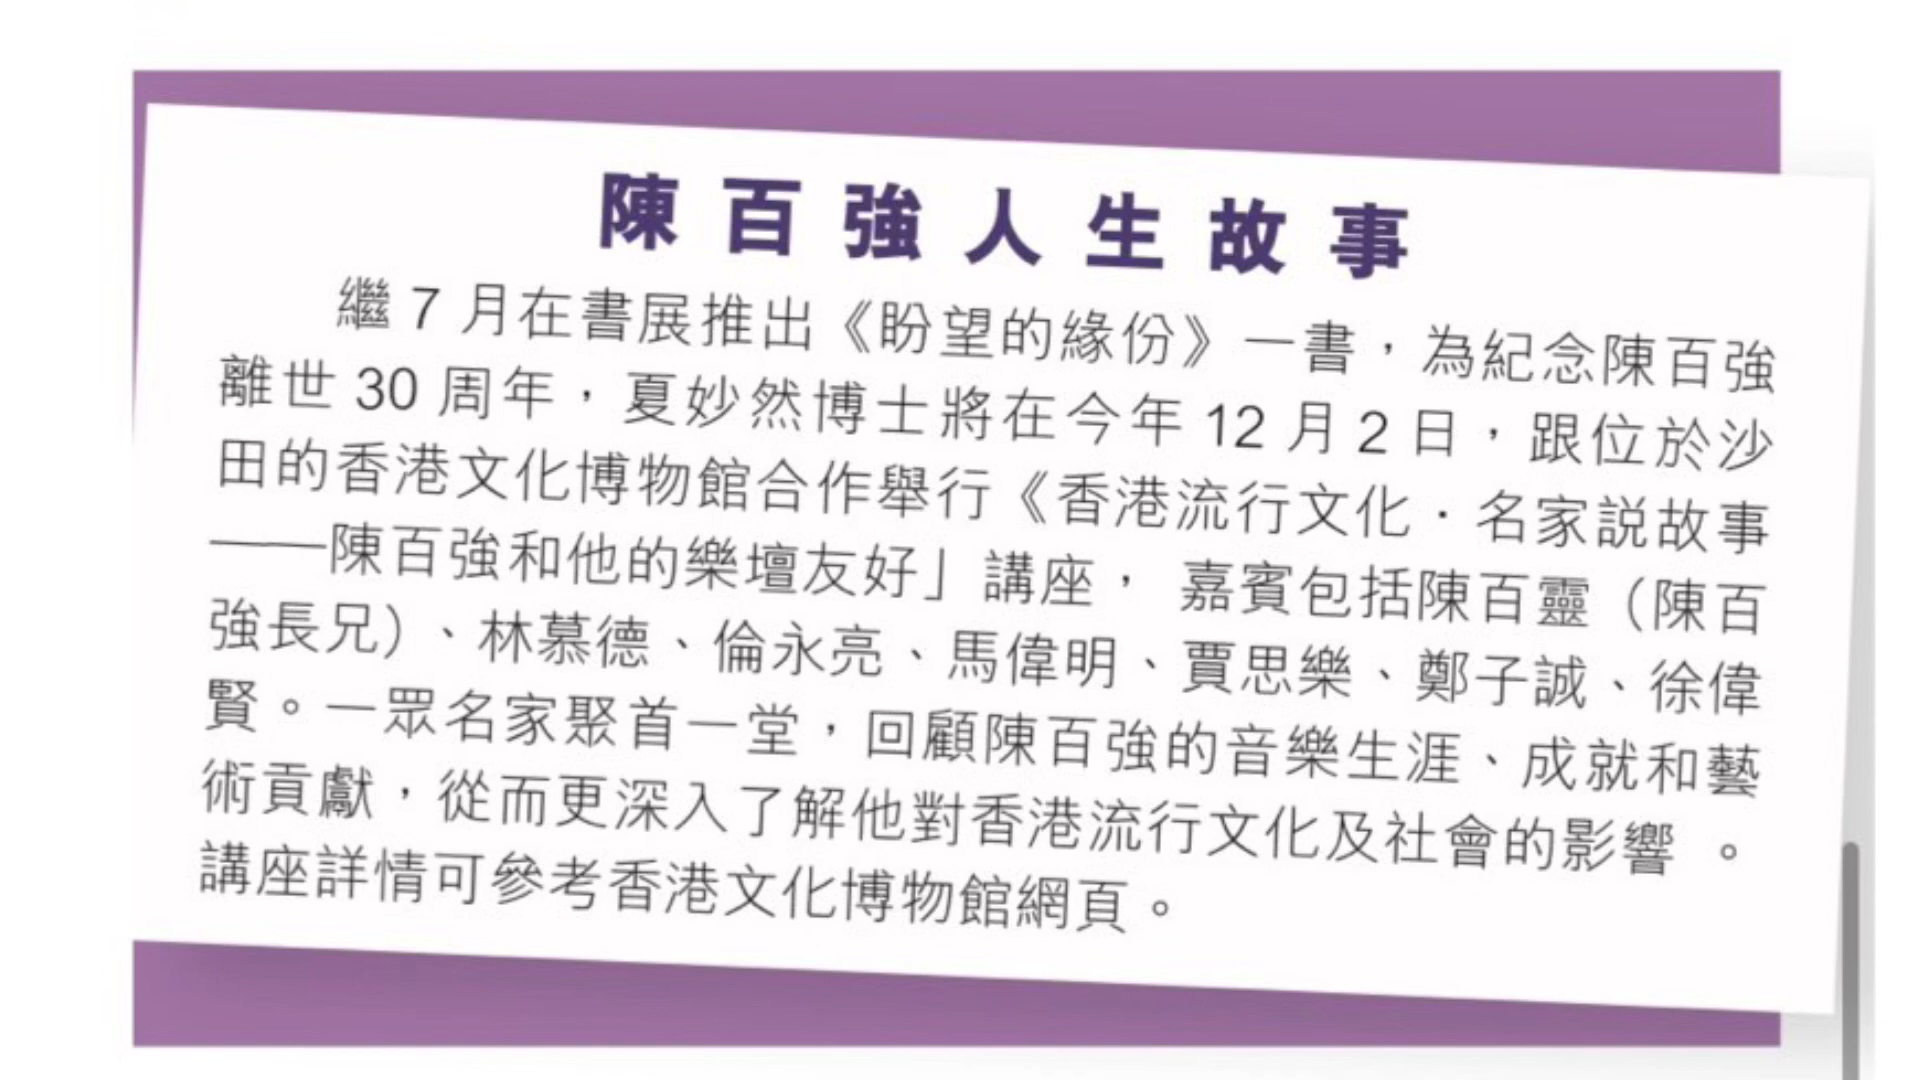 陳百強人生故事
繼 7 月在書展推出《盼望的緣份》一書，為紀念陳百強
離世 30 周年，夏妙然博士將在今年 12 月 2 日，跟位於沙
田的香港文化博物館合作舉行《香港流行文化．名家説故事
——陳百強和他的樂壇友好」講座， 嘉賓包括陳百靈（陳百
強長兄）、林慕德、倫永亮、馬偉明、賈思樂、鄭子誠、徐偉
賢。一眾名家聚首一堂，回顧陳百強的音樂生涯、成就和藝
術貢獻，從而更深入了解他對香港流行文化及社會的影響 。
講座詳情可參考香港文化博物館網頁。